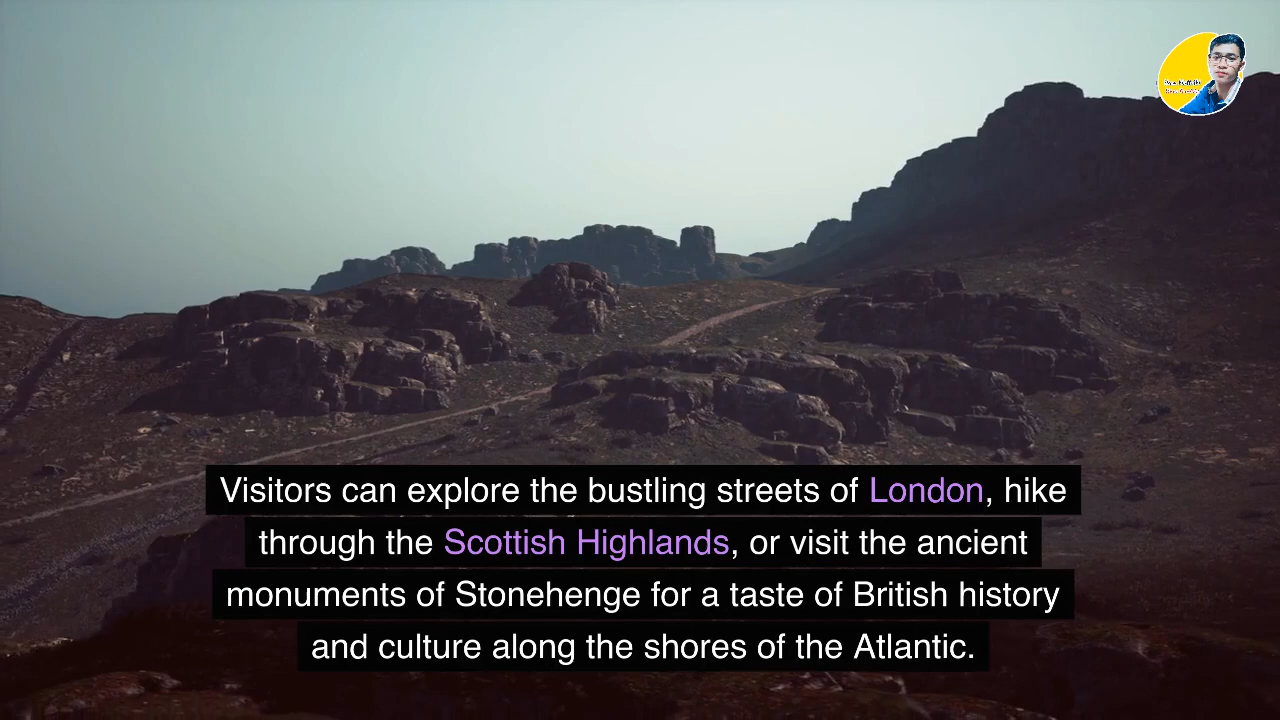 Visitors can explore the bustling streets of London, hike
through the Scottish Highlands, or visit the ancient
monuments of Stonehenge for a taste of British history
and culture along the shores of the Atlantic.